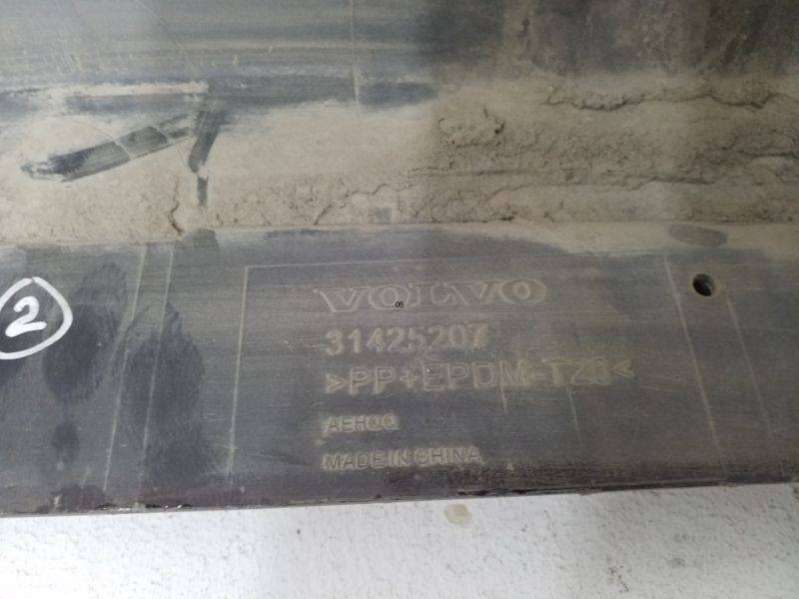 VOLVO
31425207
>PP+EPDM-T20<
AEHOQ
MADE IN CHINA
2